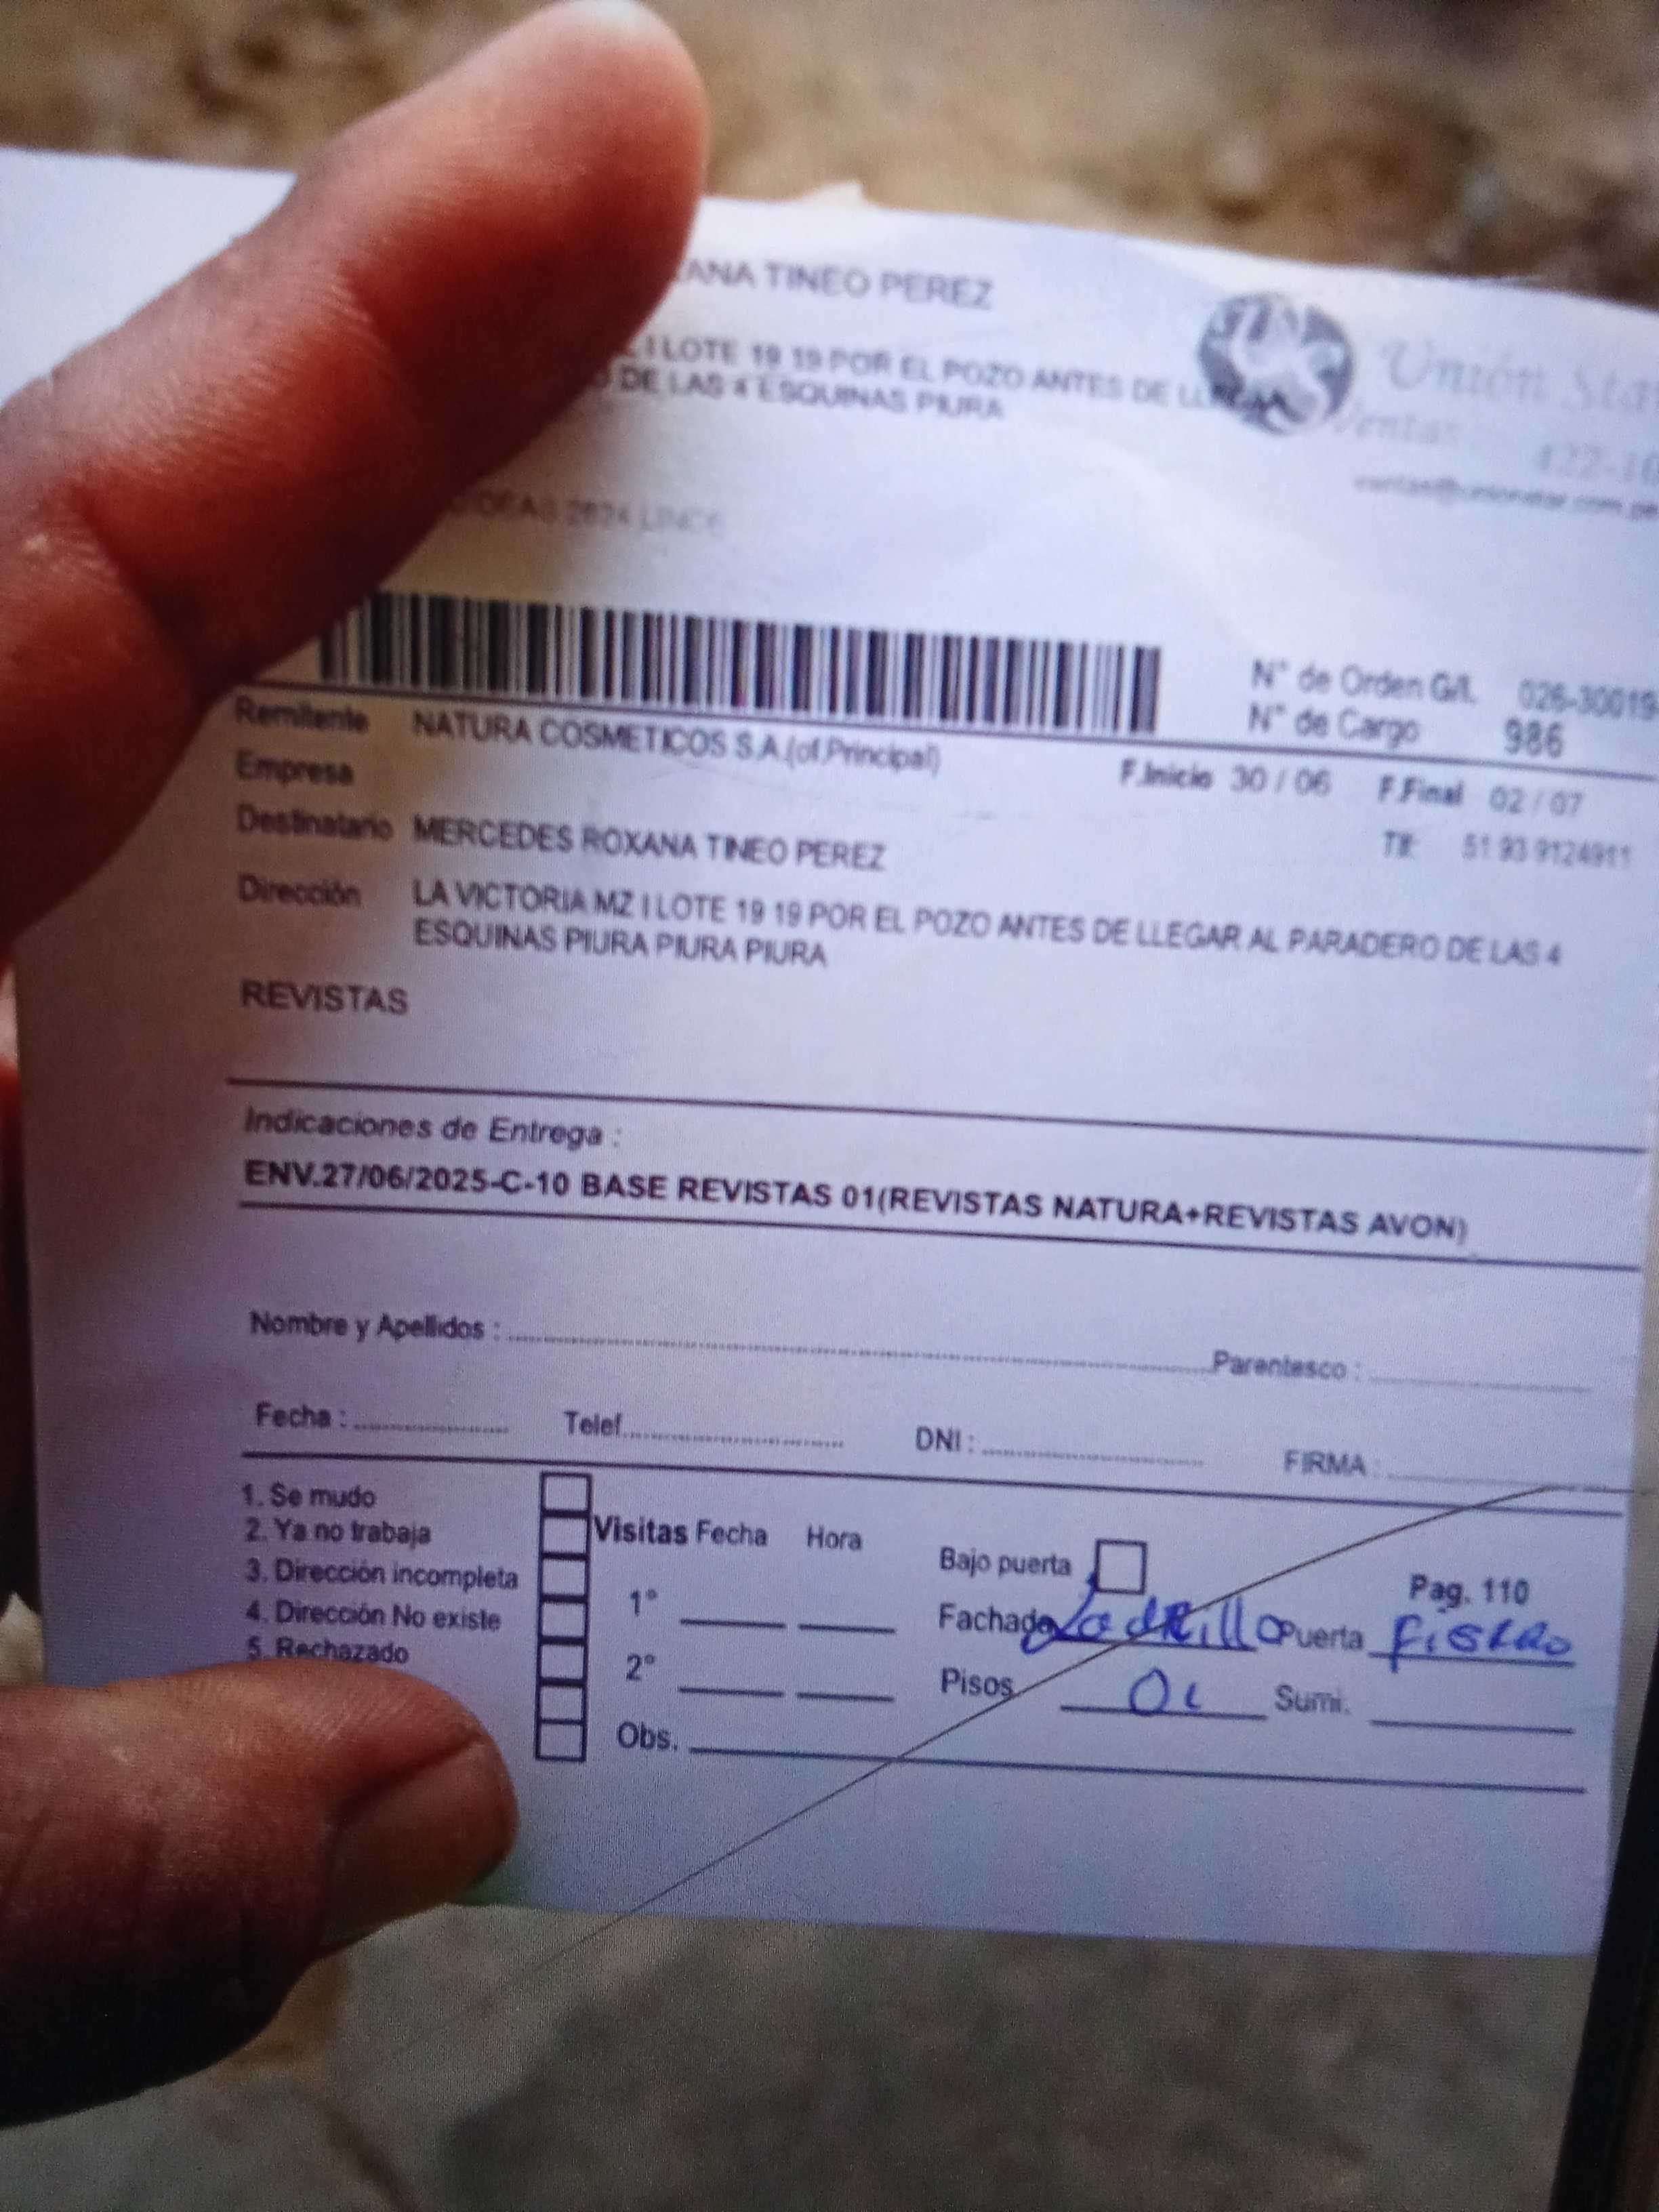 ANA TINEO PEREZ
I LOTE 19 19 POR EL POZO ANTES DE
DE LAS 4 ESQUINAS PIURA
Unión Star
Ventas
422-10
N° de Orden G/L 026-30019
N° de Cargo 986
Remitente NATURA COSMETICOS S.A.(of.Principal)
Empresa
F.Inicio 30 / 06 F.Final 02 / 07
Destinatario MERCEDES ROXANA TINEO PEREZ
Tlf: 51 93 9124911
Dirección LA VICTORIA MZ I LOTE 19 19 POR EL POZO ANTES DE LLEGAR AL PARADERO DE LAS 4
ESQUINAS PIURA PIURA PIURA
REVISTAS
Indicaciones de Entrega :
ENV.27/06/2025-C-10 BASE REVISTAS 01(REVISTAS NATURA+REVISTAS AVON)
Nombre y Apellidos : Parentesco :
Fecha : Telef. DNI : FIRMA :
1. Se mudo
2. Ya no trabaja
3. Dirección incompleta
4. Dirección No existe
5. Rechazado
Visitas Fecha Hora
1°
2°
Obs.
Bajo puerta
Pag. 110
Fachada Ladrillo Puerta Fierro
Pisos 01 Sumi.